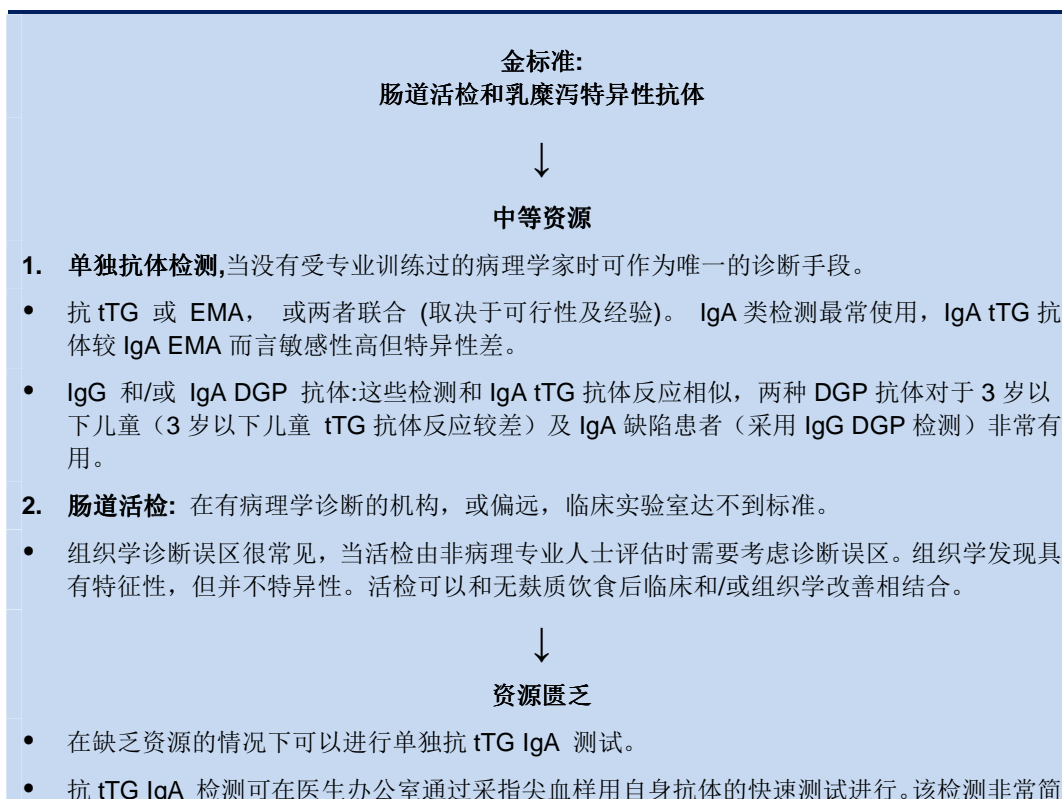 金标准:
肠道活检和乳糜泻特异性抗体
↓
中等资源
1. 单独抗体检测,当没有受专业训练过的病理学家时可作为唯一的诊断手段。
• 抗 tTG 或 EMA， 或两者联合 (取决于可行性及经验)。 IgA 类检测最常使用，IgA tTG 抗
体较 IgA EMA 而言敏感性高但特异性差。
• IgG 和/或 IgA DGP 抗体:这些检测和 IgA tTG 抗体反应相似，两种 DGP 抗体对于 3 岁以
下儿童（3 岁以下儿童 tTG 抗体反应较差）及 IgA 缺陷患者（采用 IgG DGP 检测）非常有
用。
2. 肠道活检: 在有病理学诊断的机构，或偏远，临床实验室达不到标准。
• 组织学诊断误区很常见，当活检由非病理专业人士评估时需要考虑诊断误区。组织学发现具
有特征性，但并不特异性。活检可以和无麸质饮食后临床和/或组织学改善相结合。
↓
资源匮乏
• 在缺乏资源的情况下可以进行单独抗 tTG IgA 测试。
• 抗 tTG IgA 检测可在医生办公室通过采指尖血样用自身抗体的快速测试进行。该检测非常简